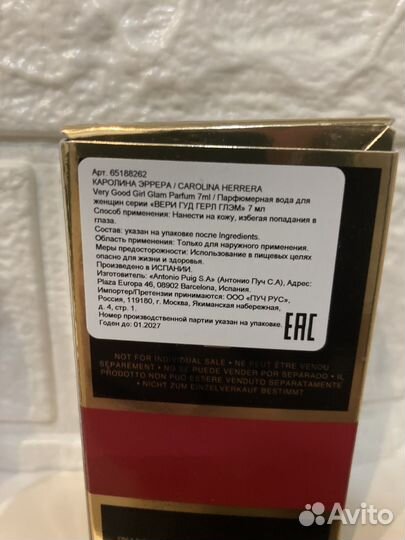 Арт. 65188262
КАРОЛИНА ЭРРЕРА / CAROLINA HERRERA
Very Good Girl Glam Parfum 7ml / Парфюмерная вода для
женщин серии «ВЕРИ ГУД ГЕРЛ ГЛЭМ» 7 мл
Способ применения: Нанести на кожу, избегая попадания в
глаза.
Состав: указан на упаковке после Ingredients.
Область применения: Только для наружного применения.
Меры предосторожности: Использование в пищевых целях
опасно для жизни и здоровья.
Произведено в ИСПАНИИ.
Изготовитель: «Antonio Puig S.A» (Антонио Пуч С.А), Адрес:
Plaza Europa 46, 08902 Barcelona, Испания.
Импортер/Претензии принимаются: ООО «ПУЧ РУС»,
Россия, 119180, г. Москва, Якиманская набережная,
д. 4, стр. 1.
Номер производственной партии указан на упаковке.
Годен до: 01.2027
EAC
NOT FOR INDIVIDUAL SALE • NE PEUT ÊTRE VENDU
SÉPARÉMENT • NO SE PUEDE VENDER POR SEPARADO • IL
PRODOTTO NON PUÒ ESSERE VENDUTO SEPARATAMENTE
• NICHT ZUM EINZELVERKAUF BESTIMMT
Avito